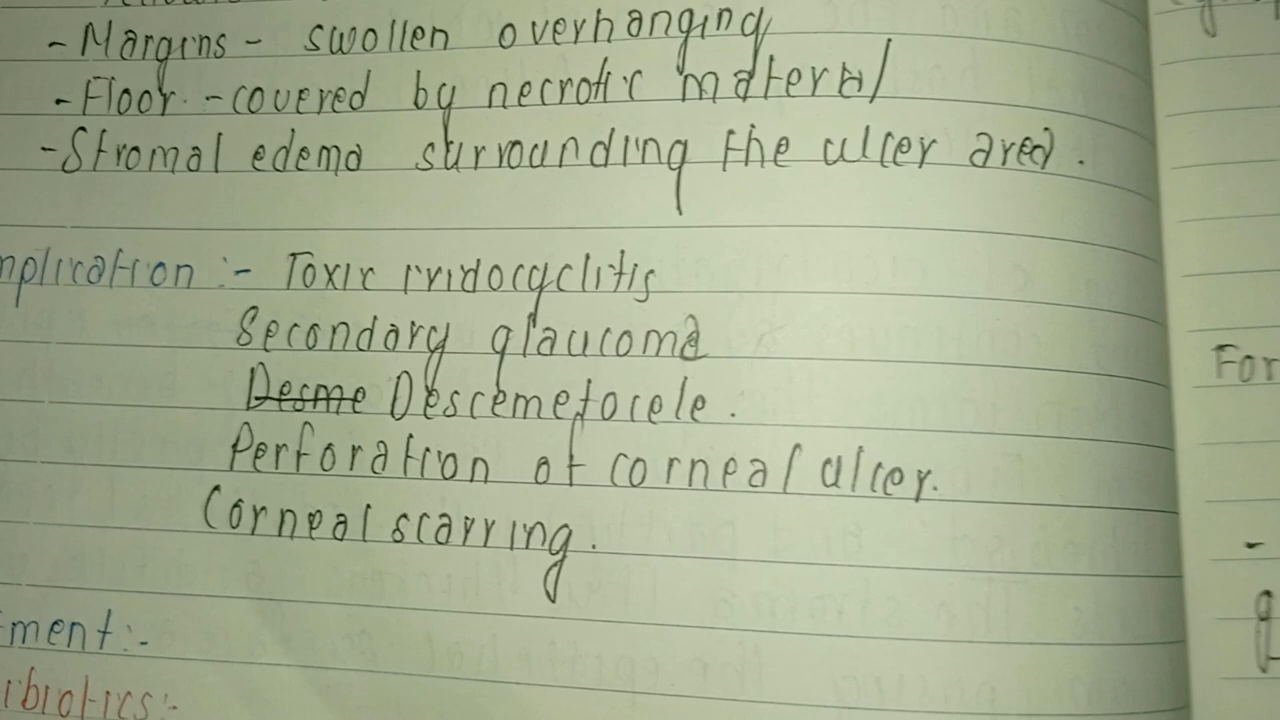 - Margins - swollen overhanging
- Floor - covered by necrotic material
- Stromal edema surrounding the ulcer area.
mplication :- Toxic iridocyclitis
Secondary glaucoma
Desme Descemetocele.
Perforation of corneal ulcer.
Corneal scarring.
ment:-
ibiotics:-
For
-